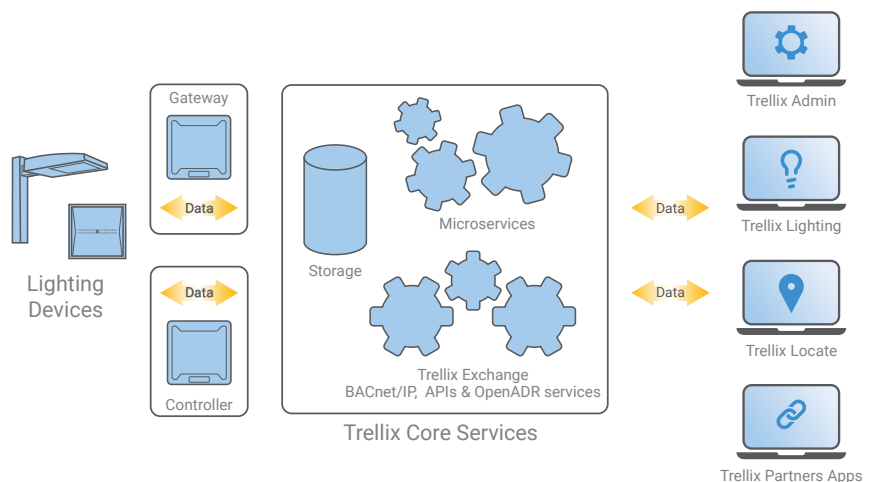 Lighting
Devices
Gateway
Data
Data
Controller
Storage
Microservices
Trellix Exchange
BACnet/IP, APIs & OpenADR services
Trellix Core Services
Data
Data
Trellix Admin
Trellix Lighting
Trellix Locate
Trellix Partners Apps